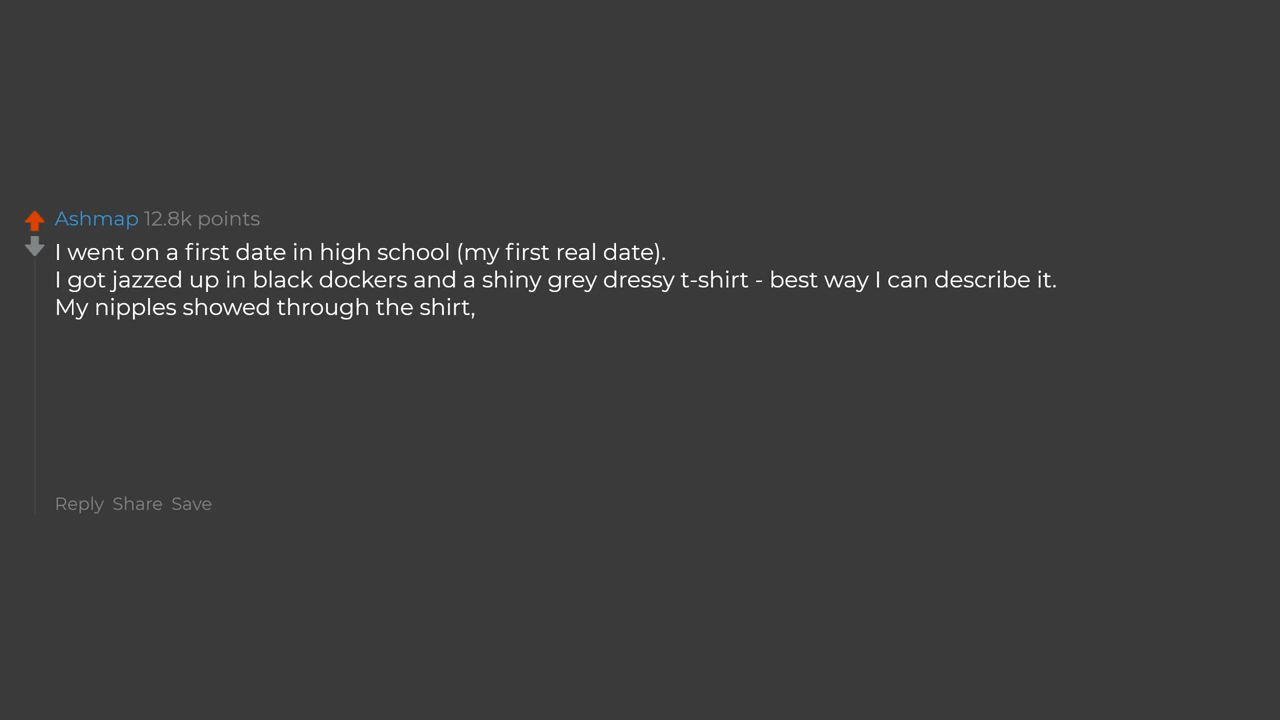 Ashmap 12.8k points
I went on a first date in high school (my first real date).
I got jazzed up in black dockers and a shiny grey dressy t-shirt - best way I can describe it.
My nipples showed through the shirt,
Reply Share Save